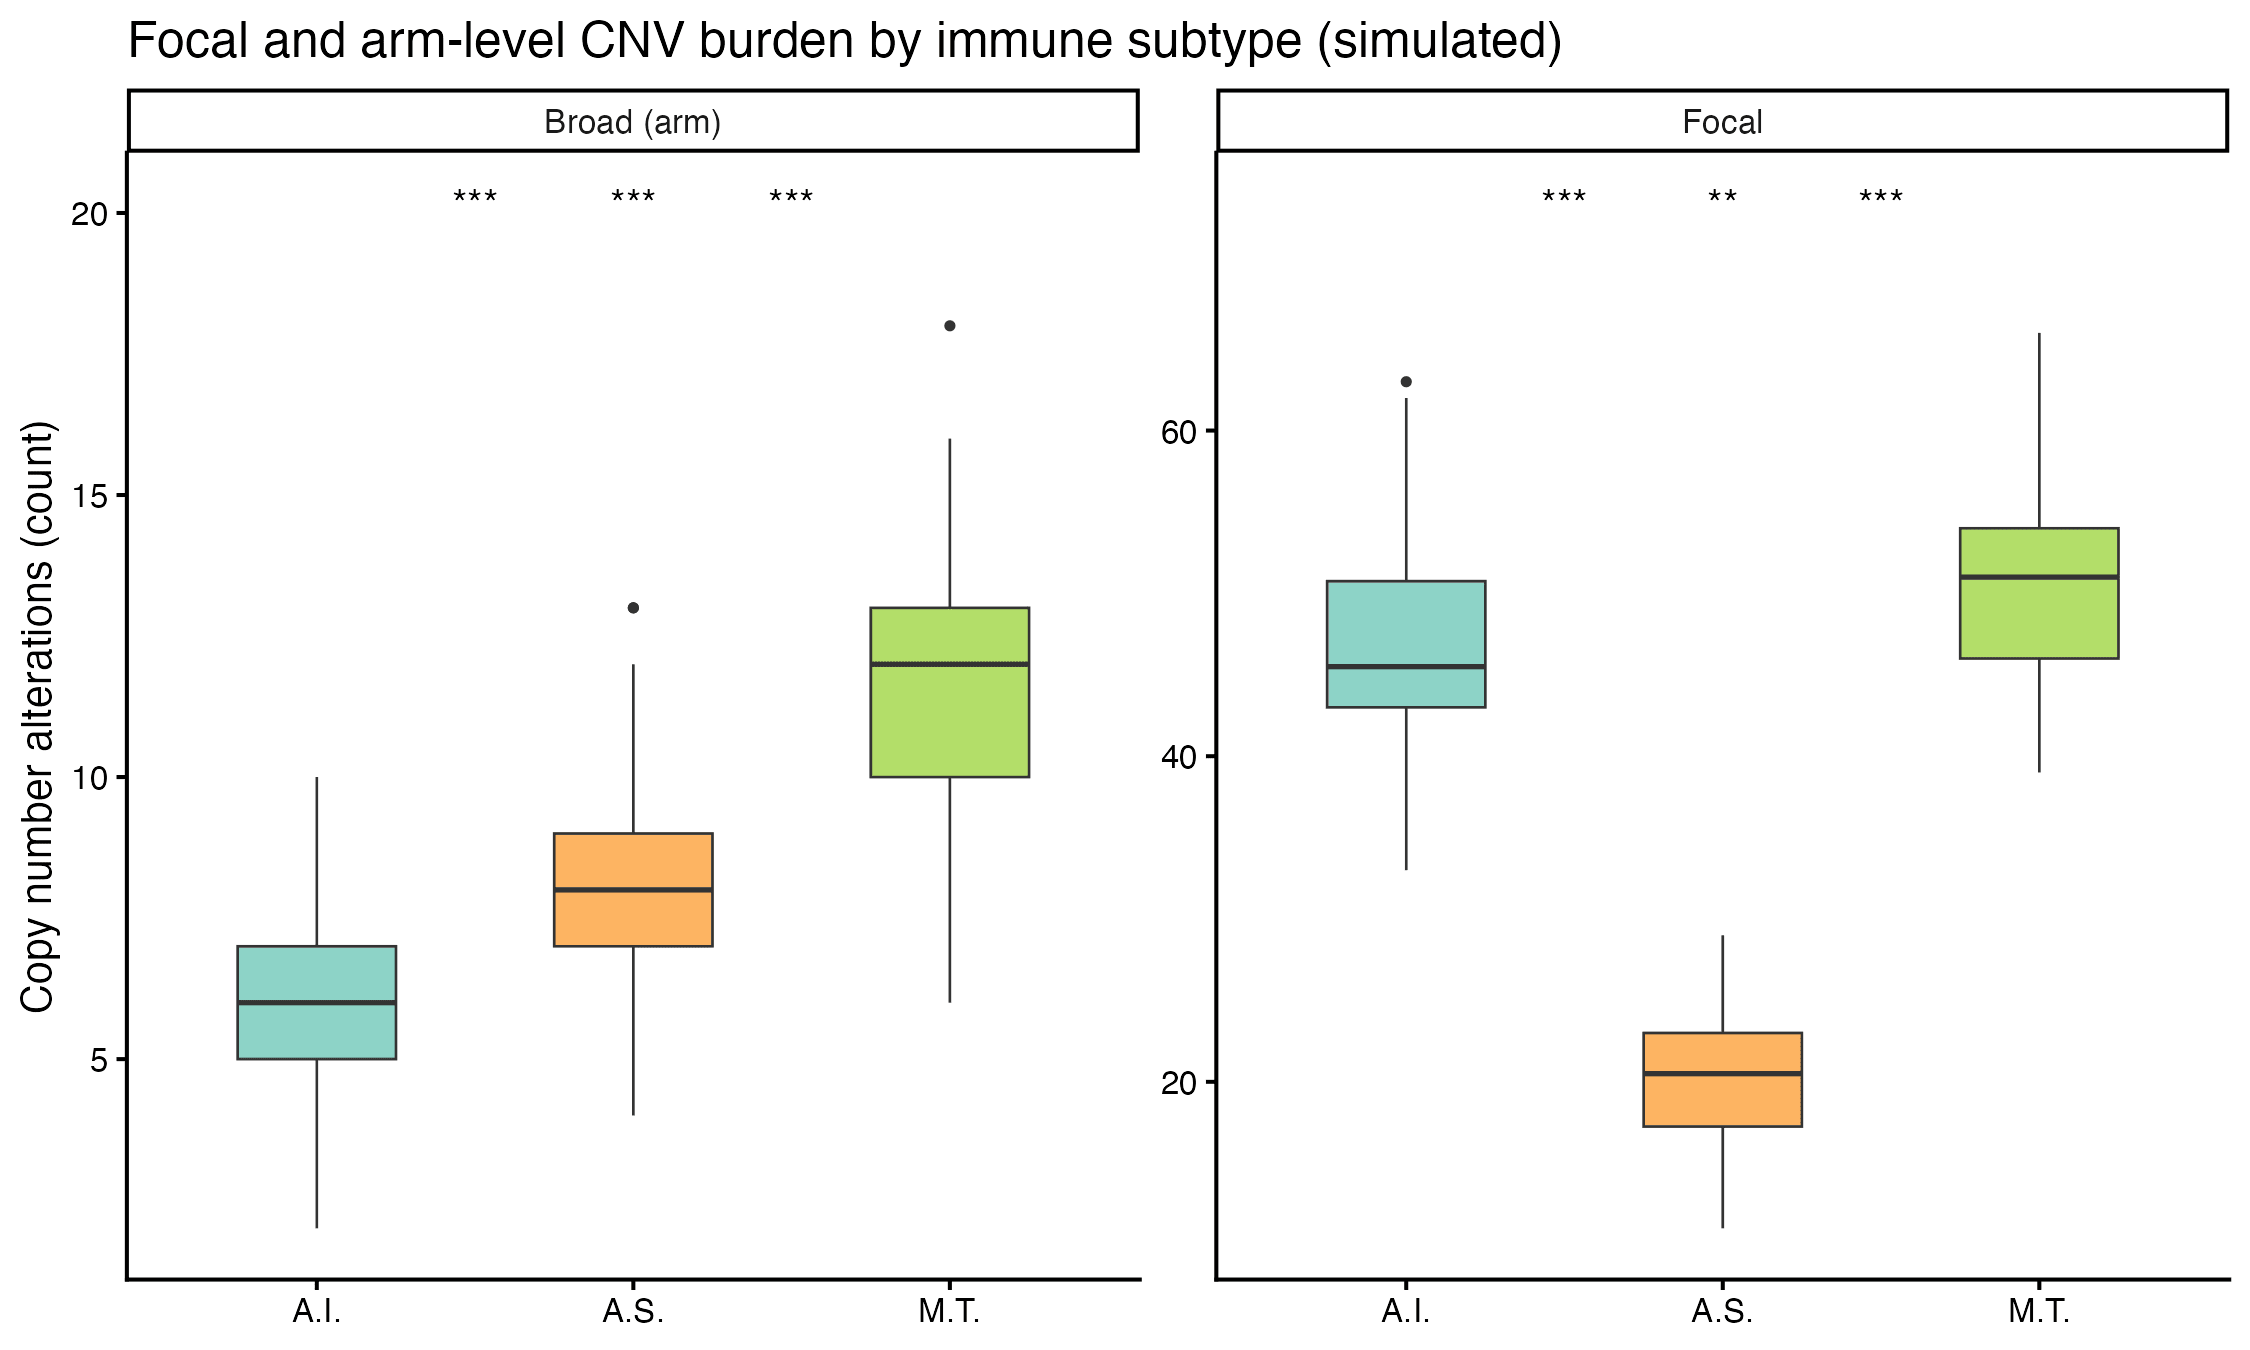 Focal and arm-level CNV burden by immune subtype (simulated)
Broad (arm)
Focal
Copy number alterations (count)
*** *** ***
20
15
10
5
A.I. A.S. M.T.
*** ** ***
60
40
20
A.I. A.S. M.T.